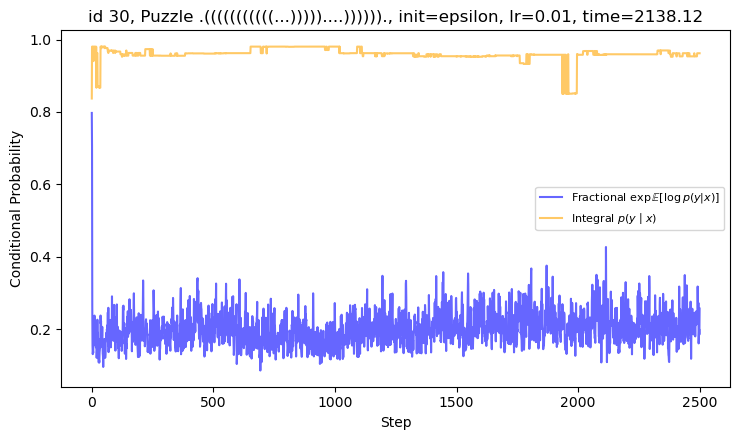 id 30, Puzzle .(((((((((((...)))))....))))))., init=epsilon, lr=0.01, time=2138.12
Conditional Probability
1.0
0.8
0.6
0.4
0.2
Fractional exp𝔼[log p(y|x)]
Integral p(y | x)
0
500
1000
1500
2000
2500
Step